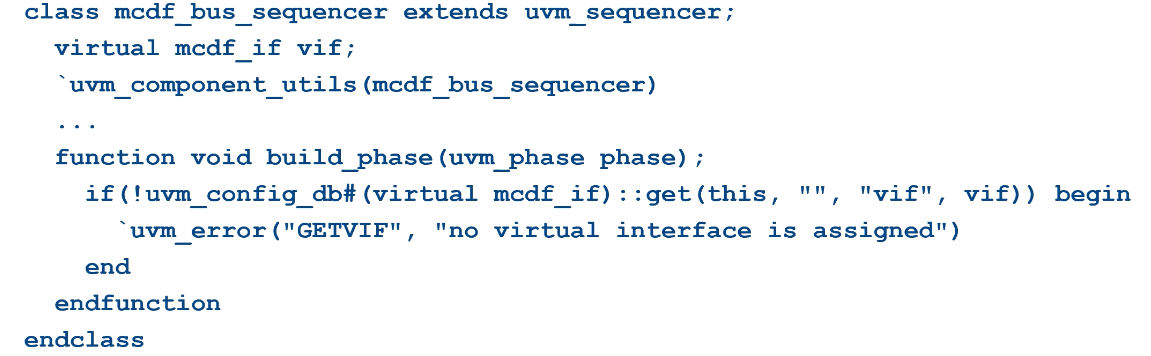 class mcdf_bus_sequencer extends uvm_sequencer;
  virtual mcdf_if vif;
  `uvm_component_utils(mcdf_bus_sequencer)
  ...
  function void build_phase(uvm_phase phase);
    if(!uvm_config_db#(virtual mcdf_if)::get(this, "", "vif", vif)) begin
      `uvm_error("GETVIF", "no virtual interface is assigned")
    end
  endfunction
endclass